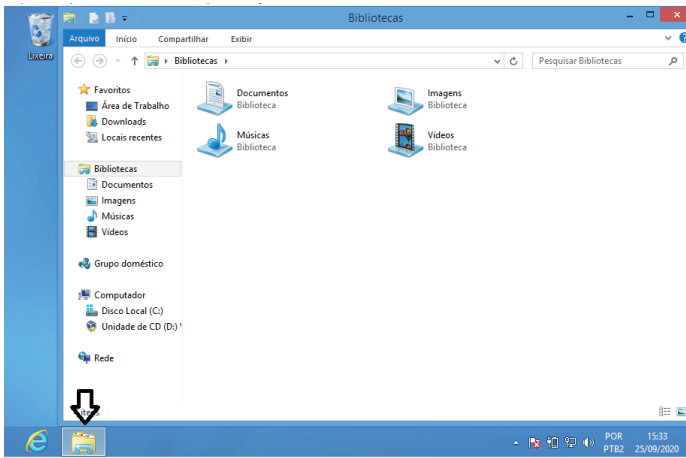 Bibliotecas
Lixeira
Arquivo Início Compartilhar Exibir
Bibliotecas
Pesquisar Bibliotecas
Favoritos
Área de Trabalho
Downloads
Locais recentes
Bibliotecas
Documentos
Imagens
Músicas
Vídeos
Grupo doméstico
Computador
Disco Local (C:)
Unidade de CD (D:)
Rede
Documentos
Biblioteca
Imagens
Biblioteca
Músicas
Biblioteca
Vídeos
Biblioteca
POR 15:33
PTB2 25/09/2020